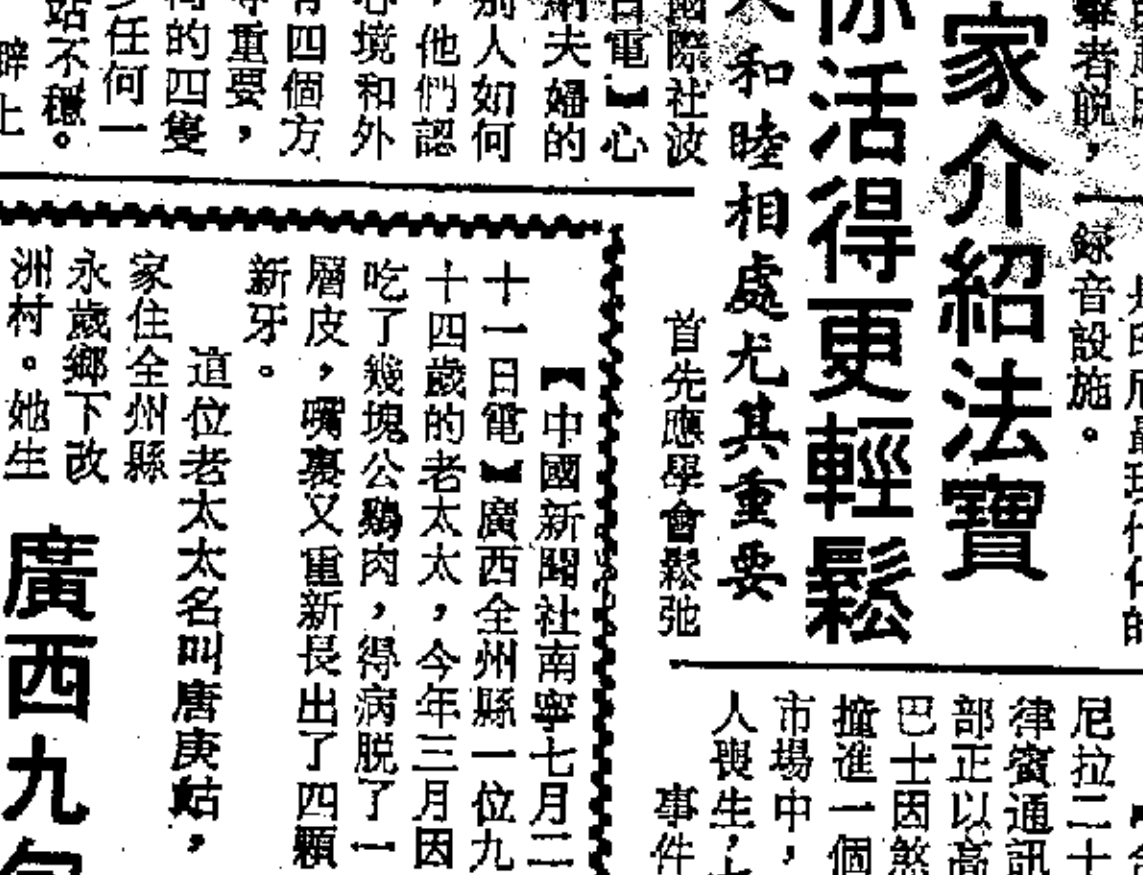 擊者說，
錄音設施。
家介紹法寶
你活得更輕鬆
人和睦相處尤其重要
首先應學會鬆弛
國際社波
日電】心
納夫婦的
別人如何
，他們認
心境和外
有四個方
等重要，
的四隻
任何一
站不穩。
尼拉二十
律賓通訊
部正以高
巴士因煞
撞進一個
市場中，
人喪生，
事件
【中國新聞社南寧七月二
十一日電】廣西全州縣一位九
十四歲的老太太，今年三月因
吃了幾塊公鷄肉，得病脫了一
層皮，嘴裏又重新長出了四顆
新牙。
這位老太太名叫唐庚姑，
家住全州縣
永歲鄉下改
洲村。她生
廣西九旬